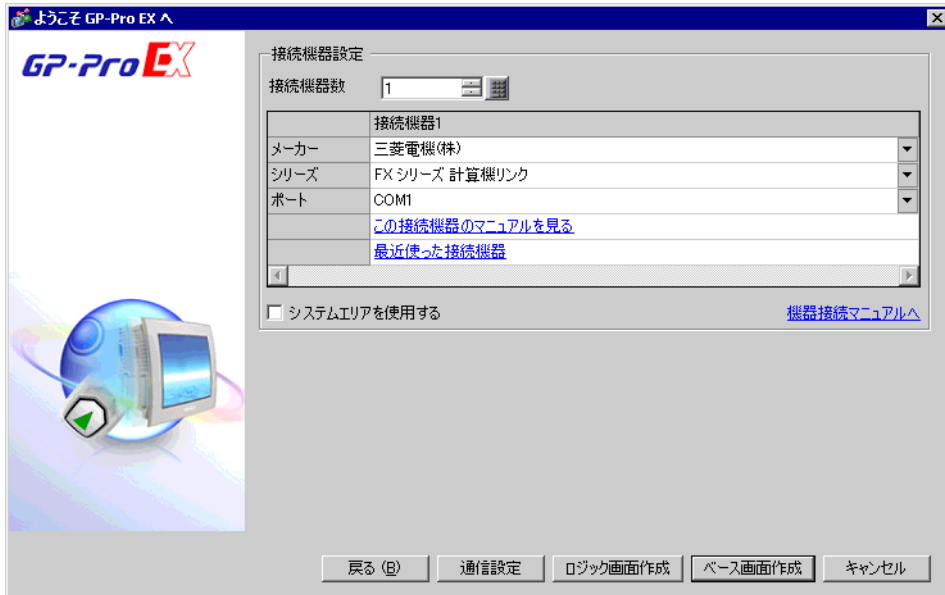 ようこそ GP-Pro EX へ
GP-Pro EX
接続機器設定
接続機器数 1
接続機器1
メーカー 三菱電機(株)
シリーズ FX シリーズ 計算機リンク
ポート COM1
この接続機器のマニュアルを見る
最近使った接続機器
システムエリアを使用する 機器接続マニュアルへ
戻る (B) 通信設定 ロジック画面作成 ベース画面作成 キャンセル